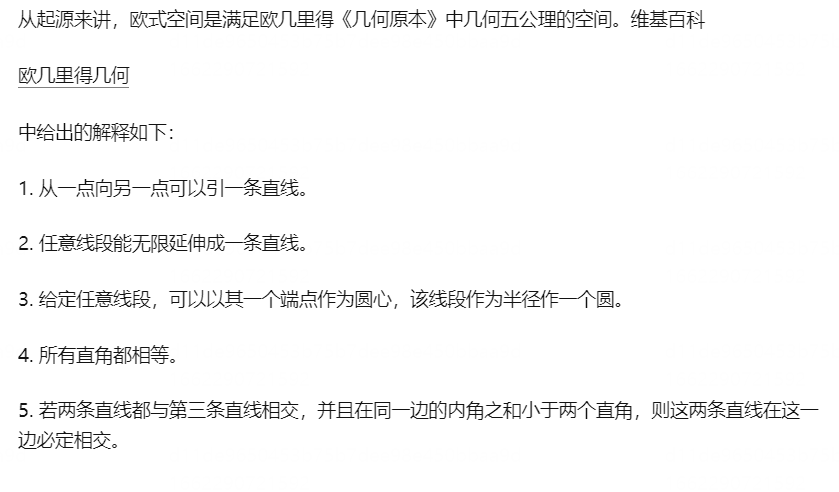 从起源来讲，欧式空间是满足欧几里得《几何原本》中几何五公理的空间。维基百科
欧几里得几何
中给出的解释如下：
1. 从一点向另一点可以引一条直线。
2. 任意线段能无限延伸成一条直线。
3. 给定任意线段，可以以其一个端点作为圆心，该线段作为半径作一个圆。
4. 所有直角都相等。
5. 若两条直线都与第三条直线相交，并且在同一边的内角之和小于两个直角，则这两条直线在这一
边必定相交。